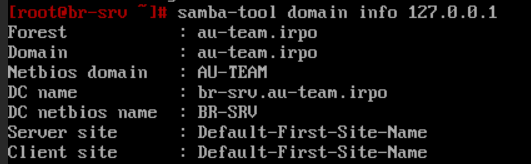 [root@br-srv ~]# samba-tool domain info 127.0.0.1
Forest           : au-team.irpo
Domain           : au-team.irpo
Netbios domain   : AU-TEAM
DC name          : br-srv.au-team.irpo
DC netbios name  : BR-SRV
Server site      : Default-First-Site-Name
Client site      : Default-First-Site-Name